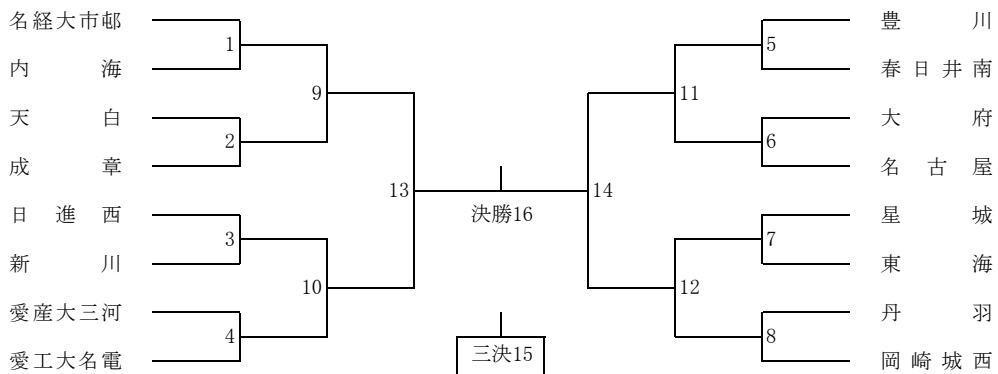 名経大市邨
1
内海
9
天白
2
成章
13
日進西
3
新川
10
愛産大三河
4
愛工大名電
決勝16
三決15
豊川
5
春日井南
11
大府
6
名古屋
14
星城
7
東海
12
丹羽
8
岡崎城西